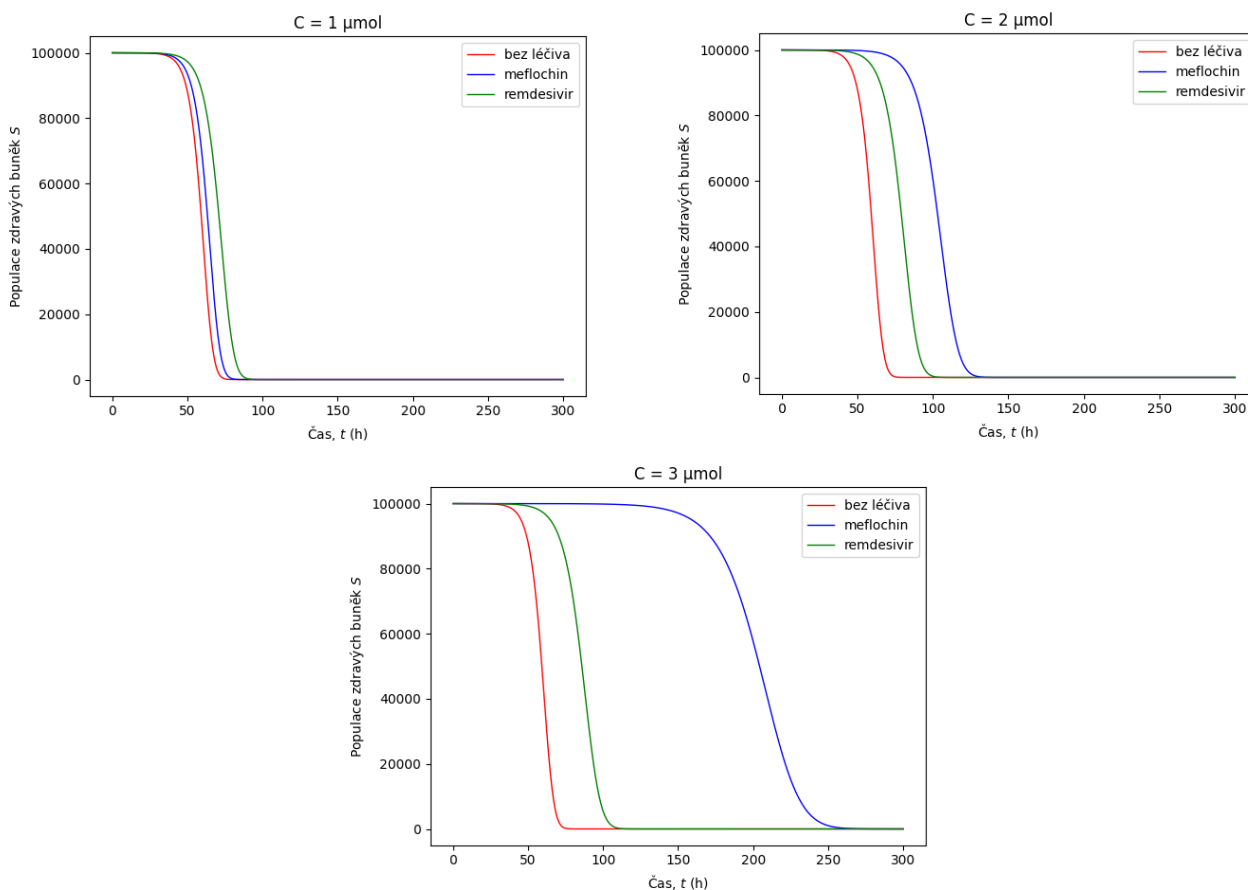 C = 1 µmol
bez léčiva
meflochin
remdesivir
Populace zdravých buněk S
100000
80000
60000
40000
20000
0
0 50 100 150 200 250 300
Čas, t (h)
C = 2 µmol
bez léčiva
meflochin
remdesivir
Populace zdravých buněk S
100000
80000
60000
40000
20000
0
0 50 100 150 200 250 300
Čas, t (h)
C = 3 µmol
bez léčiva
meflochin
remdesivir
Populace zdravých buněk S
100000
80000
60000
40000
20000
0
0 50 100 150 200 250 300
Čas, t (h)